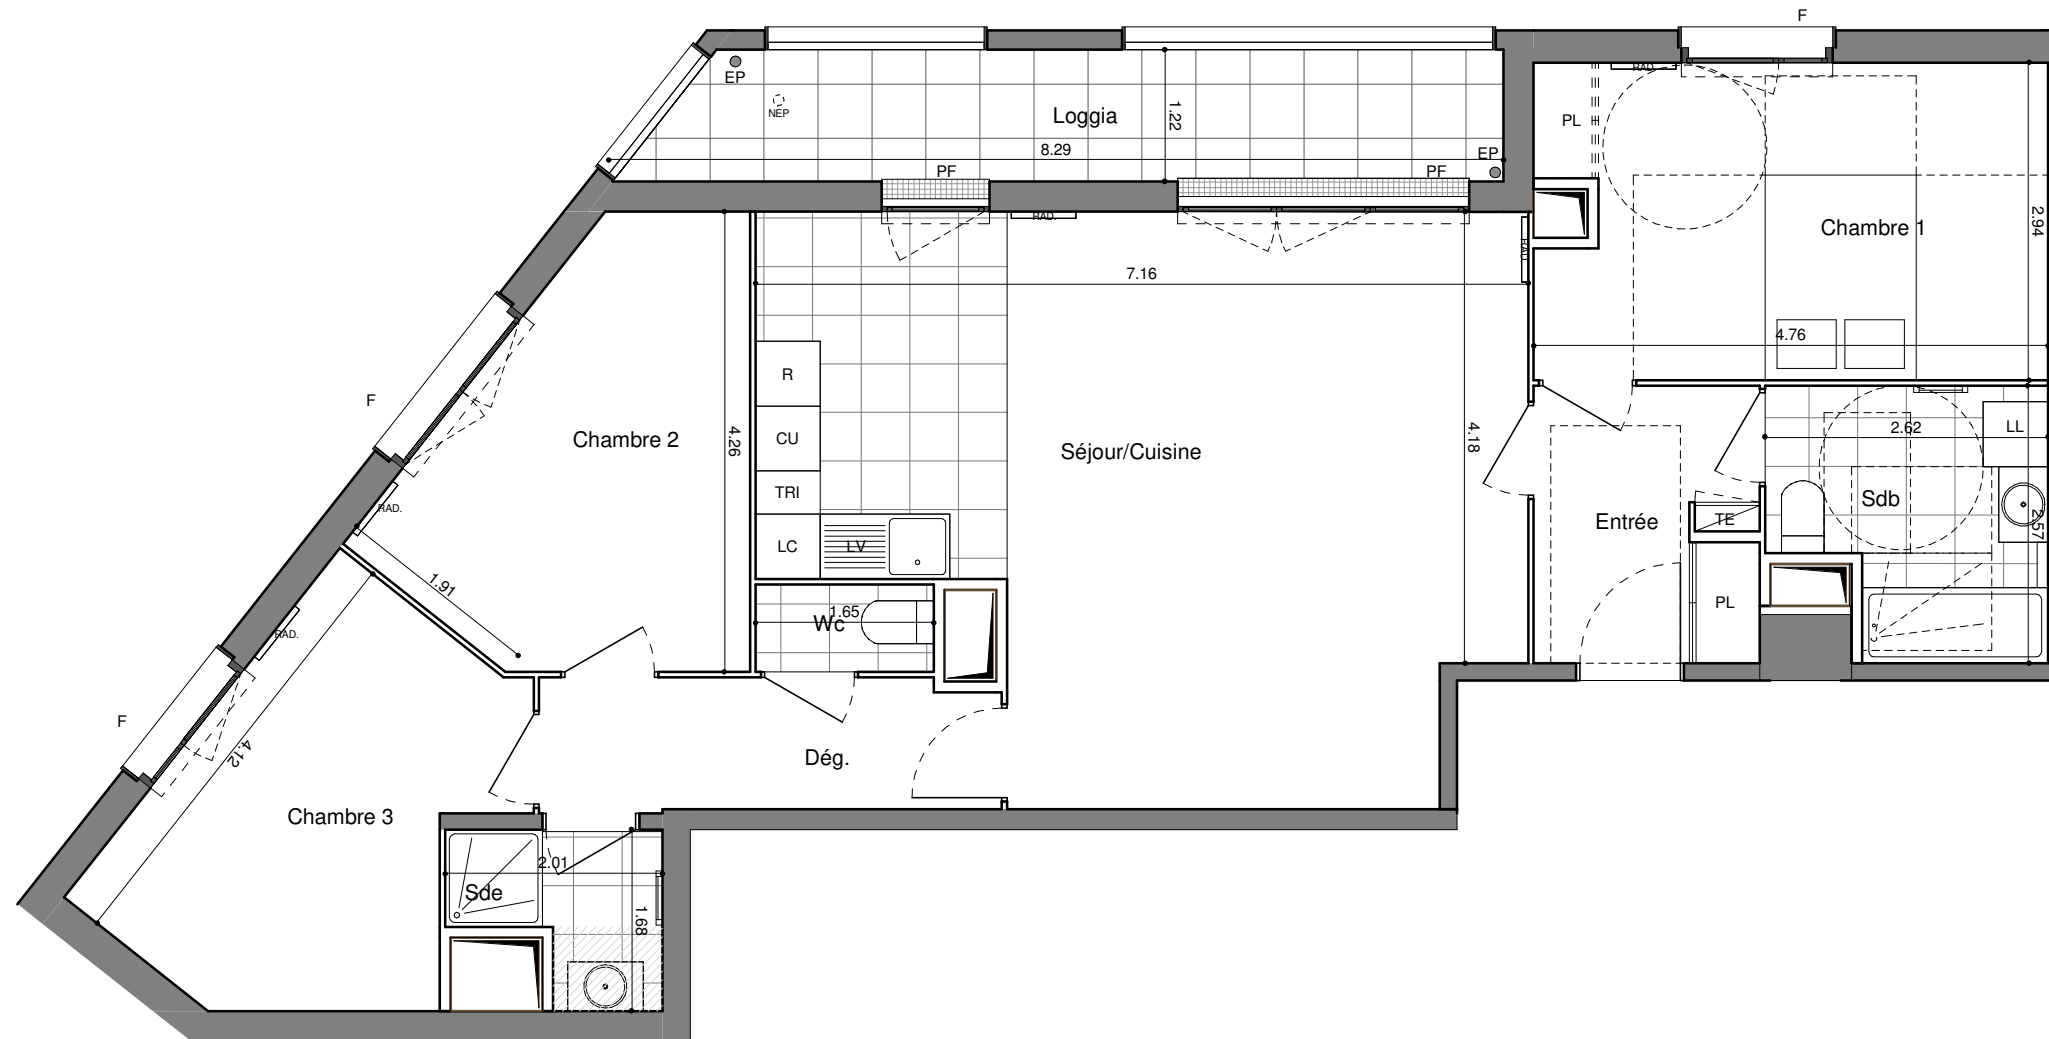 F
EP
NEP
Loggia
1.22
8.29
EP
PF
PF
RAD.
PL
RAD.
RAD.
Chambre 1
2.94
4.76
7.16
F
Chambre 2
4.26
R
CU
TRI
LC
LV
Séjour/Cuisine
4.18
2.62
LL
Sdb
2.57
Entrée
TE
PL
RAD.
1.91
1.65
Wc
RAD.
F
4.12
Dég.
Chambre 3
2.01
Sde
1.68